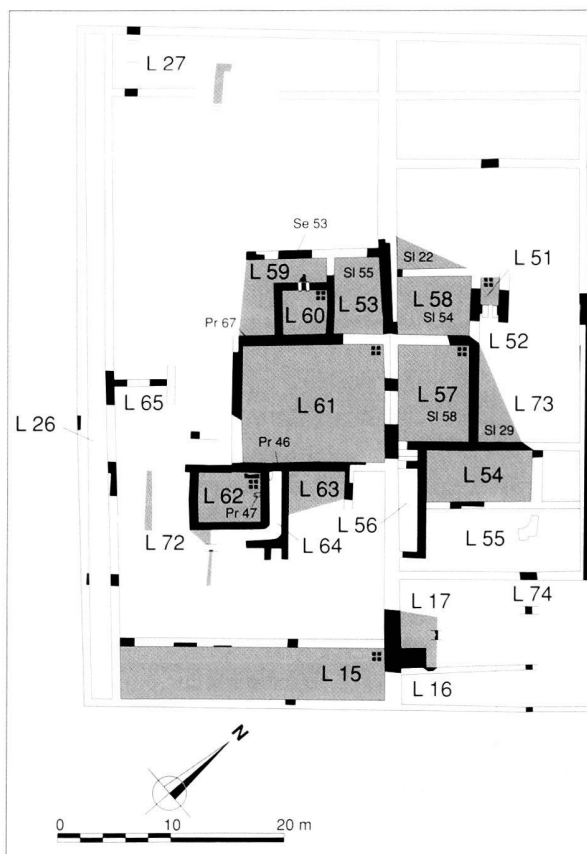 L 27
Se 53
Sl 22
L 51
L 59
Sl 55
L 60
L 53
L 58
Sl 54
Pr 67
L 52
L 61
L 57
L 73
L 65
Sl 58
L 26
Sl 29
Pr 46
L 62
L 63
L 54
Pr 47
L 56
L 72
L 64
L 55
L 17
L 74
L 15
L 16
N
0 10 20 m